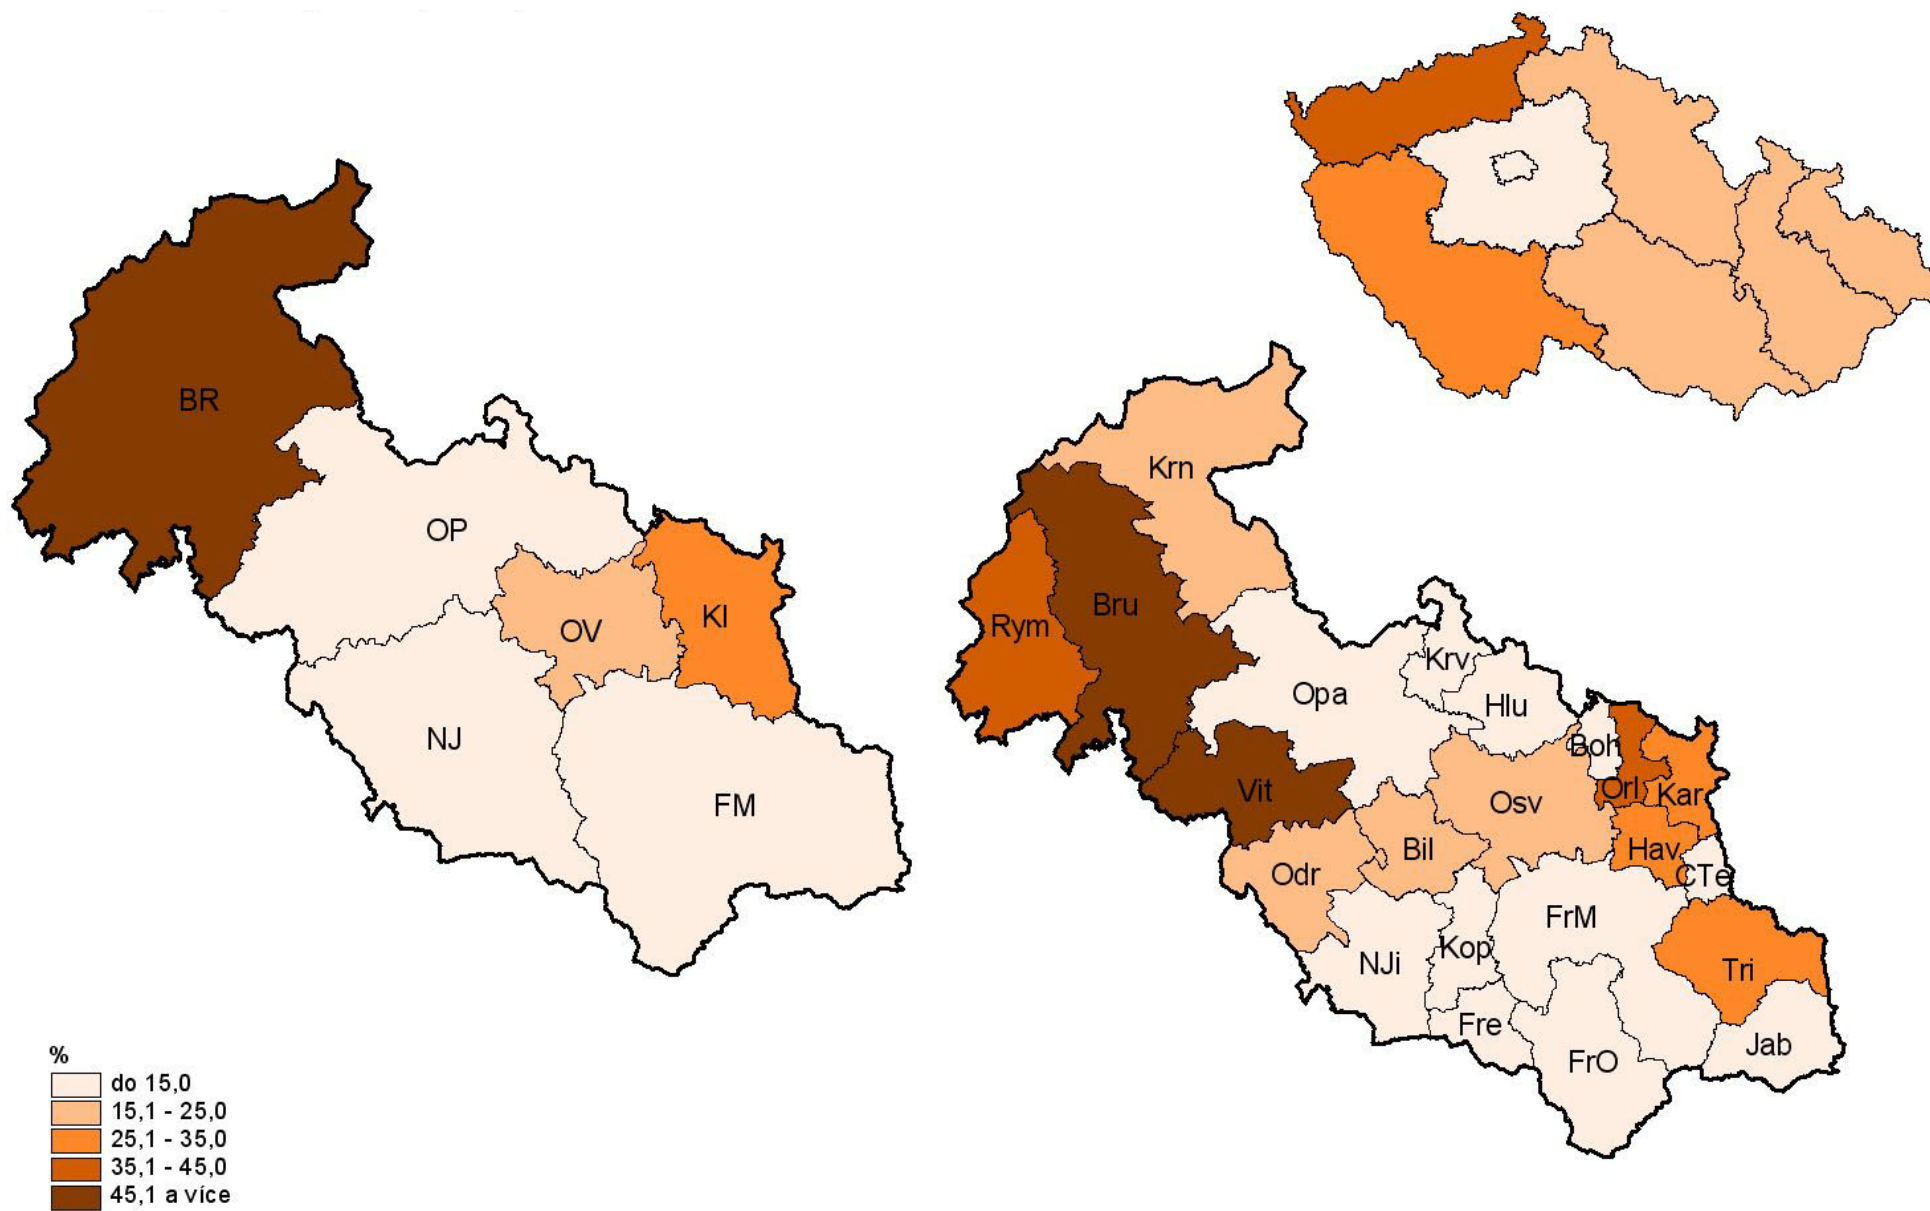 BR
OP
OV
KI
NJ
FM
Krn
Bru
Rym
Krv
Opa
Hlu
Boh
Vit
Orl
Kar
Osv
Bil
Hav
Odr
CTe
FrM
Kop
NJi
Tri
Fre
Jab
FrO
%
do 15,0
15,1 - 25,0
25,1 - 35,0
35,1 - 45,0
45,1 a více